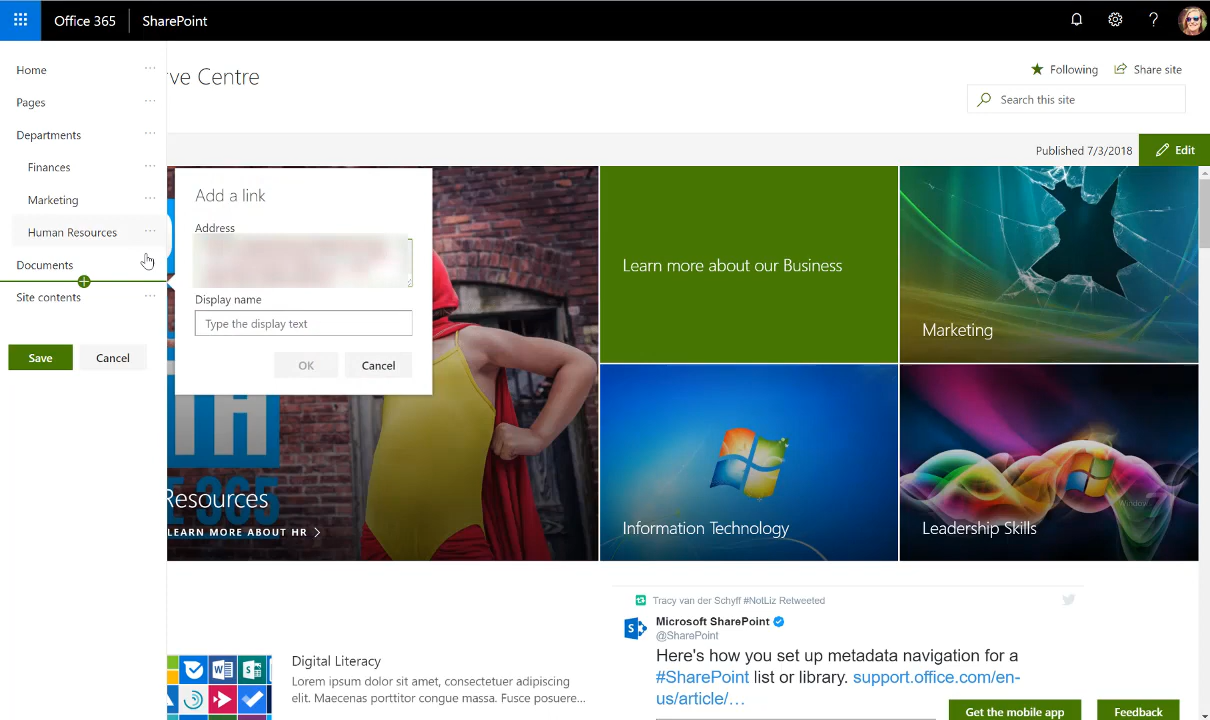 Office 365
SharePoint
Home
Pages
Departments
Finances
Marketing
Human Resources
Documents
Site contents
Save
Cancel
rve Centre
Following
Share site
Search this site
Published 7/3/2018
Edit
Add a link
Address
Display name
Type the display text
OK
Cancel
Resources
LEARN MORE ABOUT HR
Learn more about our Business
Marketing
Information Technology
Leadership Skills
Digital Literacy
Lorem ipsum dolor sit amet, consectetuer adipiscing
elit. Maecenas porttitor congue massa. Fusce posuere...
Tracy van der Schyff #NotLiz Retweeted
Microsoft SharePoint
@SharePoint
Here's how you set up metadata navigation for a
#SharePoint list or library. support.office.com/en-
us/article/…
Get the mobile app
Feedback